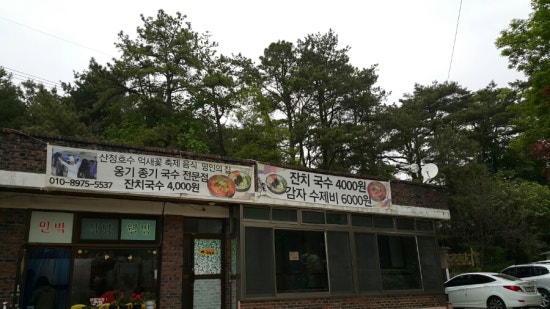 산정호수 억새꽃 축제 음식 명인의 집
옹기 종기 국수 전문점
010-8975-5537 잔치국수 4,000원
잔치 국수 4000원
감자 수제비 6000원
민박